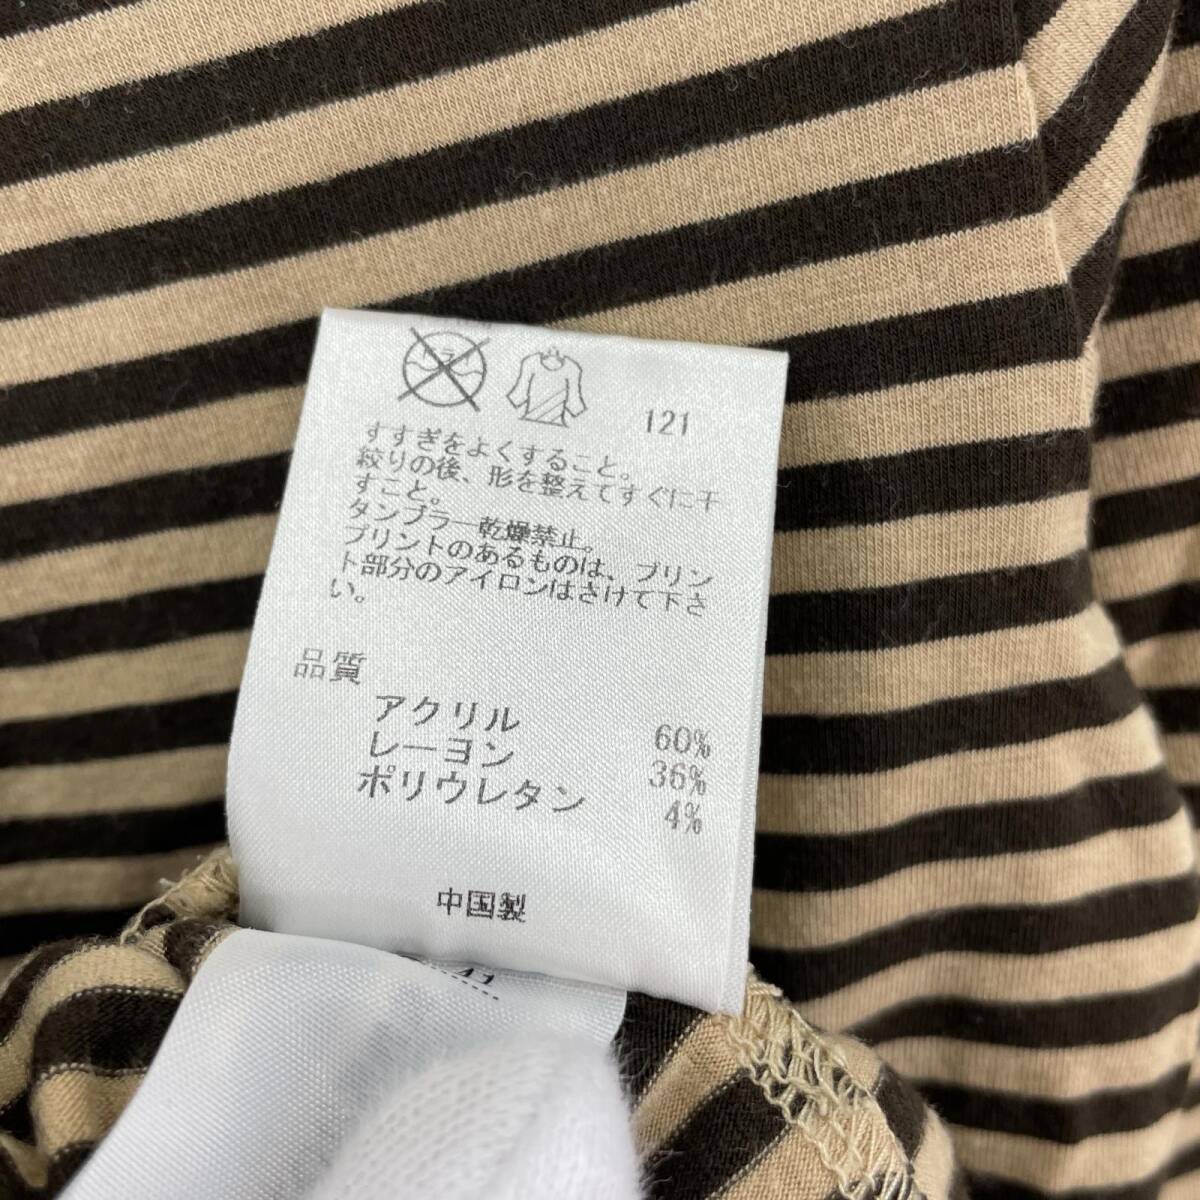 ドライ
121
すすぎをよくすること。
絞りの後、形を整えてすぐに干
すこと。
タンブラー乾燥禁止。
プリントのあるものは、プリン
ト部分のアイロンはさけて下さ
い。
品質
アクリル 60%
レーヨン 36%
ポリウレタン 4%
中国製